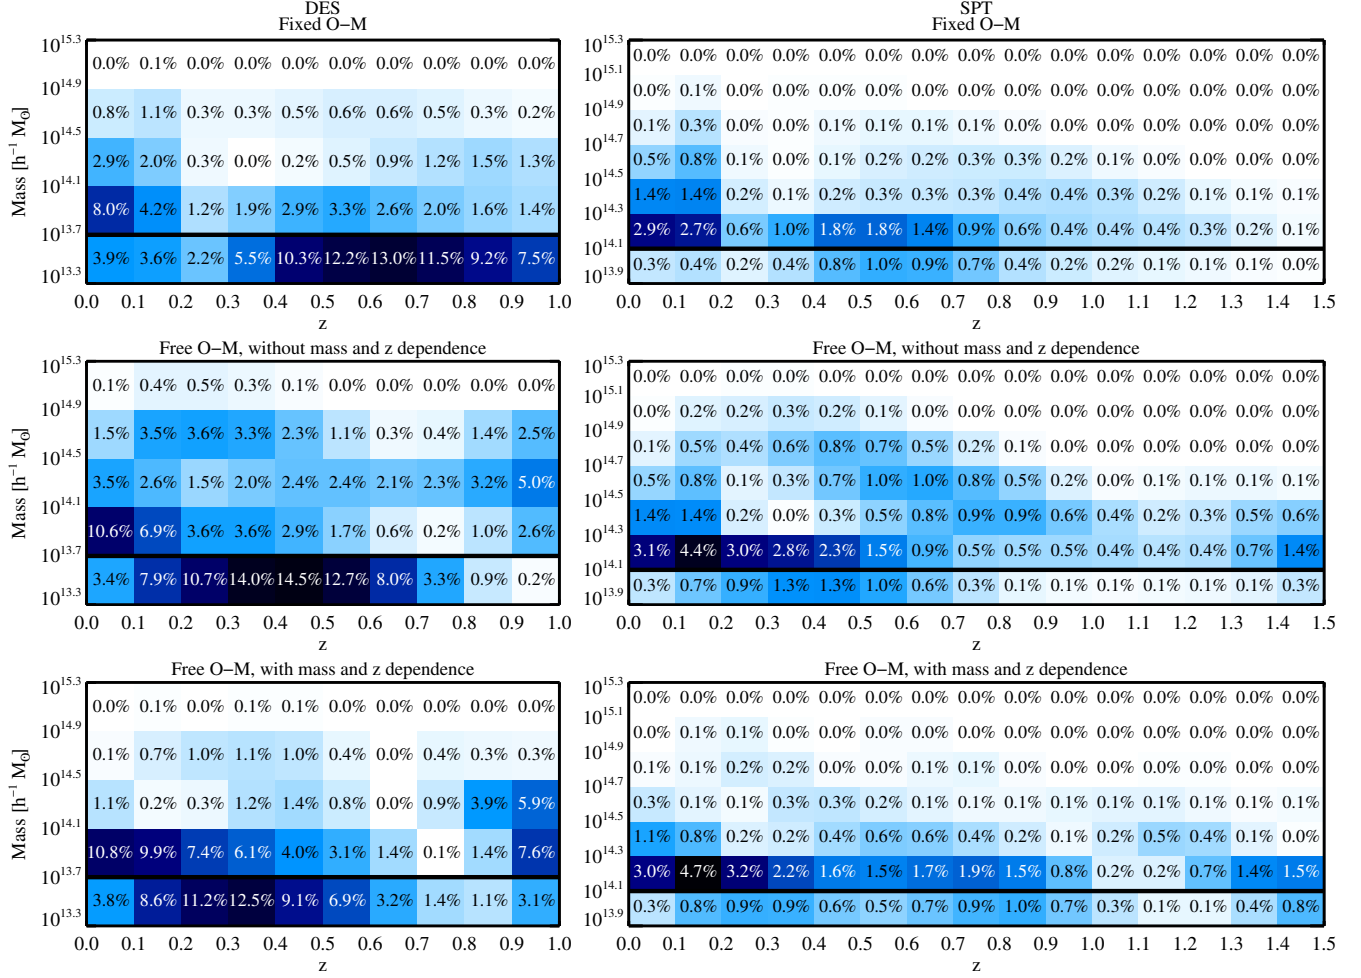 DES
Fixed O−M
Mass [h⁻¹ M⊙]
10^15.3
0.0% 0.1% 0.0% 0.0% 0.0% 0.0% 0.0% 0.0% 0.0% 0.0%
10^14.9
0.8% 1.1% 0.3% 0.3% 0.5% 0.6% 0.6% 0.5% 0.3% 0.2%
10^14.5
2.9% 2.0% 0.3% 0.0% 0.2% 0.5% 0.9% 1.2% 1.5% 1.3%
10^14.1
8.0% 4.2% 1.2% 1.9% 2.9% 3.3% 2.6% 2.0% 1.6% 1.4%
10^13.7
3.9% 3.6% 2.2% 5.5% 10.3% 12.2% 13.0% 11.5% 9.2% 7.5%
10^13.3
0.0 0.1 0.2 0.3 0.4 0.5 0.6 0.7 0.8 0.9 1.0
z
SPT
Fixed O−M
10^15.3
0.0% 0.0% 0.0% 0.0% 0.0% 0.0% 0.0% 0.0% 0.0% 0.0% 0.0% 0.0% 0.0% 0.0% 0.0%
10^15.1
0.0% 0.1% 0.0% 0.0% 0.0% 0.0% 0.0% 0.0% 0.0% 0.0% 0.0% 0.0% 0.0% 0.0% 0.0%
10^14.9
0.1% 0.3% 0.0% 0.0% 0.1% 0.1% 0.1% 0.1% 0.0% 0.0% 0.0% 0.0% 0.0% 0.0% 0.0%
10^14.7
0.5% 0.8% 0.1% 0.0% 0.1% 0.2% 0.2% 0.3% 0.3% 0.2% 0.1% 0.0% 0.0% 0.0% 0.0%
10^14.5
1.4% 1.4% 0.2% 0.1% 0.2% 0.3% 0.3% 0.3% 0.4% 0.4% 0.3% 0.2% 0.1% 0.1% 0.1%
10^14.3
2.9% 2.7% 0.6% 1.0% 1.8% 1.8% 1.4% 0.9% 0.6% 0.4% 0.4% 0.4% 0.3% 0.2% 0.1%
10^14.1
0.3% 0.4% 0.2% 0.4% 0.8% 1.0% 0.9% 0.7% 0.4% 0.2% 0.2% 0.1% 0.1% 0.1% 0.0%
10^13.9
0.0 0.1 0.2 0.3 0.4 0.5 0.6 0.7 0.8 0.9 1.0 1.1 1.2 1.3 1.4 1.5
z
Free O−M, without mass and z dependence
Mass [h⁻¹ M⊙]
10^15.3
0.1% 0.4% 0.5% 0.3% 0.1% 0.0% 0.0% 0.0% 0.0% 0.0%
10^14.9
1.5% 3.5% 3.6% 3.3% 2.3% 1.1% 0.3% 0.4% 1.4% 2.5%
10^14.5
3.5% 2.6% 1.5% 2.0% 2.4% 2.4% 2.1% 2.3% 3.2% 5.0%
10^14.1
10.6% 6.9% 3.6% 3.6% 2.9% 1.7% 0.6% 0.2% 1.0% 2.6%
10^13.7
3.4% 7.9% 10.7% 14.0% 14.5% 12.7% 8.0% 3.3% 0.9% 0.2%
10^13.3
0.0 0.1 0.2 0.3 0.4 0.5 0.6 0.7 0.8 0.9 1.0
z
Free O−M, without mass and z dependence
10^15.3
0.0% 0.0% 0.0% 0.0% 0.0% 0.0% 0.0% 0.0% 0.0% 0.0% 0.0% 0.0% 0.0% 0.0% 0.0%
10^15.1
0.0% 0.2% 0.2% 0.3% 0.2% 0.1% 0.0% 0.0% 0.0% 0.0% 0.0% 0.0% 0.0% 0.0% 0.0%
10^14.9
0.1% 0.5% 0.4% 0.6% 0.8% 0.7% 0.5% 0.2% 0.1% 0.0% 0.0% 0.0% 0.0% 0.0% 0.0%
10^14.7
0.5% 0.8% 0.1% 0.3% 0.7% 1.0% 1.0% 0.8% 0.5% 0.2% 0.0% 0.1% 0.1% 0.1% 0.1%
10^14.5
1.4% 1.4% 0.2% 0.0% 0.3% 0.5% 0.8% 0.9% 0.9% 0.6% 0.4% 0.2% 0.3% 0.5% 0.6%
10^14.3
3.1% 4.4% 3.0% 2.8% 2.3% 1.5% 0.9% 0.5% 0.5% 0.5% 0.4% 0.4% 0.4% 0.7% 1.4%
10^14.1
0.3% 0.7% 0.9% 1.3% 1.3% 1.0% 0.6% 0.3% 0.1% 0.1% 0.1% 0.1% 0.1% 0.1% 0.3%
10^13.9
0.0 0.1 0.2 0.3 0.4 0.5 0.6 0.7 0.8 0.9 1.0 1.1 1.2 1.3 1.4 1.5
z
Free O−M, with mass and z dependence
Mass [h⁻¹ M⊙]
10^15.3
0.0% 0.1% 0.0% 0.1% 0.1% 0.0% 0.0% 0.0% 0.0% 0.0%
10^14.9
0.1% 0.7% 1.0% 1.1% 1.0% 0.4% 0.0% 0.4% 0.3% 0.3%
10^14.5
1.1% 0.2% 0.3% 1.2% 1.4% 0.8% 0.0% 0.9% 3.9% 5.9%
10^14.1
10.8% 9.9% 7.4% 6.1% 4.0% 3.1% 1.4% 0.1% 1.4% 7.6%
10^13.7
3.8% 8.6% 11.2% 12.5% 9.1% 6.9% 3.2% 1.4% 1.1% 3.1%
10^13.3
0.0 0.1 0.2 0.3 0.4 0.5 0.6 0.7 0.8 0.9 1.0
z
Free O−M, with mass and z dependence
10^15.3
0.0% 0.0% 0.0% 0.0% 0.0% 0.0% 0.0% 0.0% 0.0% 0.0% 0.0% 0.0% 0.0% 0.0% 0.0%
10^15.1
0.0% 0.1% 0.1% 0.0% 0.0% 0.0% 0.0% 0.0% 0.0% 0.0% 0.0% 0.0% 0.0% 0.0% 0.0%
10^14.9
0.1% 0.1% 0.2% 0.2% 0.0% 0.0% 0.1% 0.1% 0.0% 0.0% 0.0% 0.0% 0.0% 0.0% 0.0%
10^14.7
0.3% 0.1% 0.1% 0.3% 0.3% 0.2% 0.1% 0.1% 0.1% 0.1% 0.1% 0.1% 0.1% 0.1% 0.1%
10^14.5
1.1% 0.8% 0.2% 0.2% 0.4% 0.6% 0.6% 0.4% 0.2% 0.1% 0.2% 0.5% 0.4% 0.1% 0.0%
10^14.3
3.0% 4.7% 3.2% 2.2% 1.6% 1.5% 1.7% 1.9% 1.5% 0.8% 0.2% 0.2% 0.7% 1.4% 1.5%
10^14.1
0.3% 0.8% 0.9% 0.9% 0.6% 0.5% 0.7% 0.9% 1.0% 0.7% 0.3% 0.1% 0.1% 0.4% 0.8%
10^13.9
0.0 0.1 0.2 0.3 0.4 0.5 0.6 0.7 0.8 0.9 1.0 1.1 1.2 1.3 1.4 1.5
z